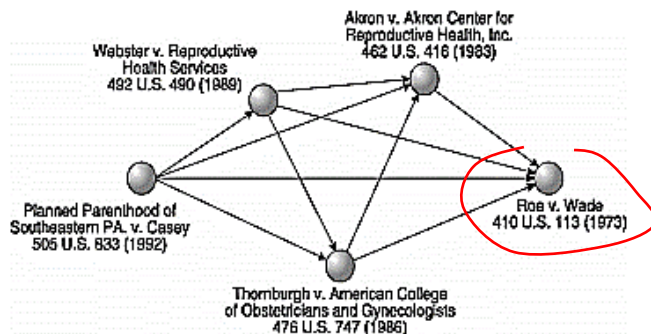 Akron v. Akron Center for
Reproductive Health, Inc.
462 U.S. 416 (1983)
Webster v. Reproductive
Health Services
492 U.S. 490 (1989)
Planned Parenthood of
Southeastern PA. v. Casey
505 U.S. 833 (1992)
Roe v. Wade
410 U.S. 113 (1973)
Thornburgh v. American College
of Obstetricians and Gynecologists
476 U.S. 747 (1986)